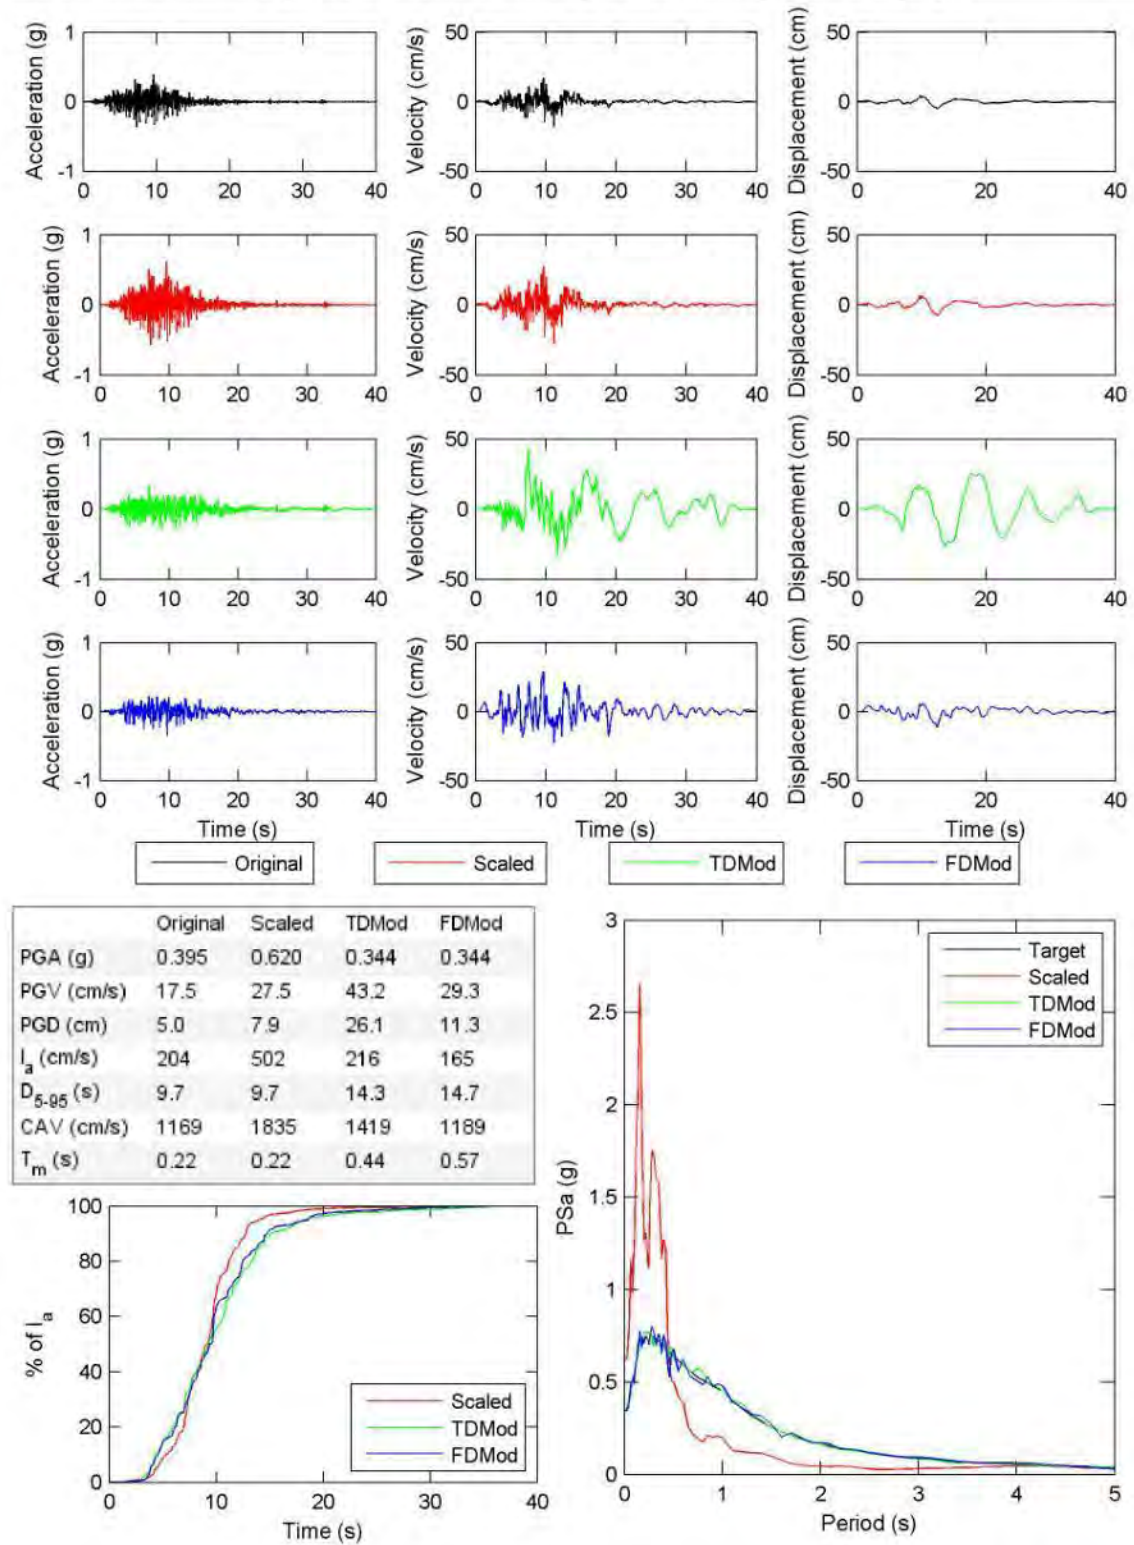 Acceleration (g)
1
0
-1
0 10 20 30 40
Velocity (cm/s)
50
0
-50
0 10 20 30 40
Displacement (cm)
50
0
-50
0 20 40
Acceleration (g)
1
0
-1
0 10 20 30 40
Velocity (cm/s)
50
0
-50
0 10 20 30 40
Displacement (cm)
50
0
-50
0 20 40
Acceleration (g)
1
0
-1
0 10 20 30 40
Velocity (cm/s)
50
0
-50
0 10 20 30 40
Displacement (cm)
50
0
-50
0 20 40
Acceleration (g)
1
0
-1
0 10 20 30 40
Time (s)
Velocity (cm/s)
50
0
-50
0 10 20 30 40
Time (s)
Displacement (cm)
50
0
-50
0 20 40
Time (s)
Original
Scaled
TDMod
FDMod
Original Scaled TDMod FDMod
PGA (g) 0.395 0.620 0.344 0.344
PGV (cm/s) 17.5 27.5 43.2 29.3
PGD (cm) 5.0 7.9 26.1 11.3
Ia (cm/s) 204 502 216 165
D5-95 (s) 9.7 9.7 14.3 14.7
CAV (cm/s) 1169 1835 1419 1189
Tm (s) 0.22 0.22 0.44 0.57
% of Ia
100
80
60
40
20
0
0 10 20 30 40
Time (s)
Scaled
TDMod
FDMod
PSa (g)
3
2.5
2
1.5
1
0.5
0
0 1 2 3 4 5
Period (s)
Target
Scaled
TDMod
FDMod